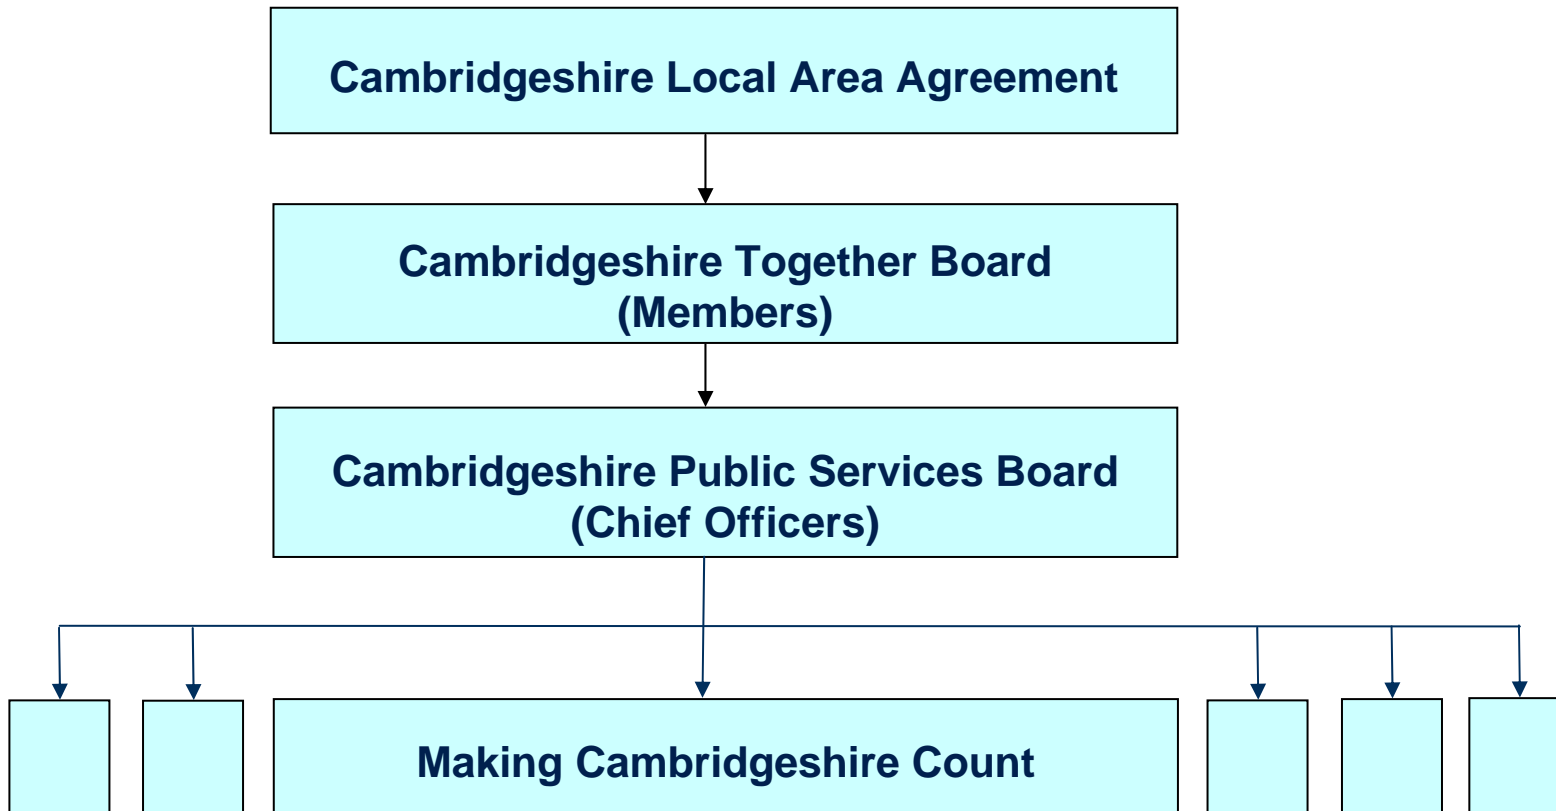 Cambridgeshire Local Area Agreement
Cambridgeshire Together Board
(Members)
Cambridgeshire Public Services Board
(Chief Officers)
Making Cambridgeshire Count